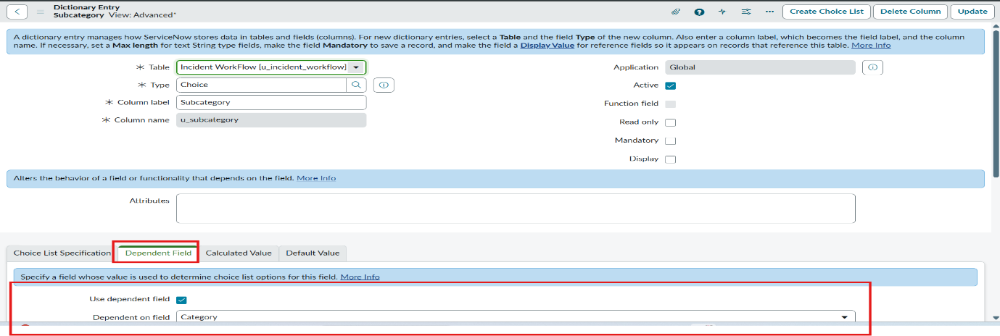 Dictionary Entry
Subcategory View: Advanced*
Create Choice List
Delete Column
Update
A dictionary entry manages how ServiceNow stores data in tables and fields (columns). For new dictionary entries, select a Table and the field Type of the new column. Also enter a column label, which becomes the field label, and the column
name. If necessary, set a Max length for text String type fields, make the field Mandatory to save a record, and make the field a Display Value for reference fields so it appears on records that reference this table. More Info
Table Incident WorkFlow [u_incident_workflow]
Application Global
Type Choice
Active
Column label Subcategory
Function field
Column name u_subcategory
Read only
Mandatory
Display
Alters the behavior of a field or functionality that depends on the field. More Info
Attributes
Choice List Specification Dependent Field Calculated Value Default Value
Specify a field whose value is used to determine choice list options for this field. More Info
Use dependent field
Dependent on field Category